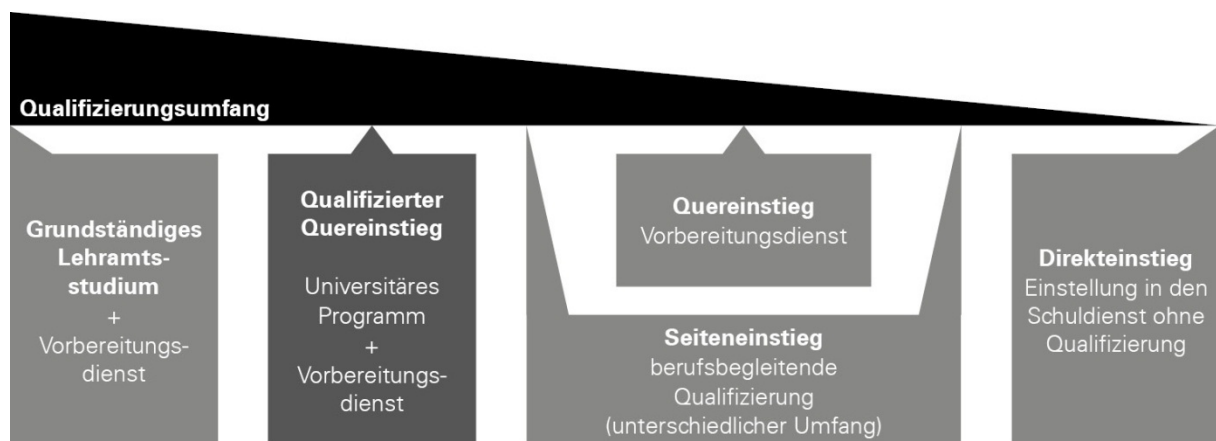 Qualifizierungsumfang
Grundständiges
Lehramts-
studium
+
Vorbereitungs-
dienst
Qualifizierter
Quereinstieg
Universitäres
Programm
+
Vorbereitungs-
dienst
Quereinstieg
Vorbereitungsdienst
Seiteneinstieg
berufsbegleitende
Qualifizierung
(unterschiedlicher Umfang)
Direkteinstieg
Einstellung in den
Schuldienst ohne
Qualifizierung